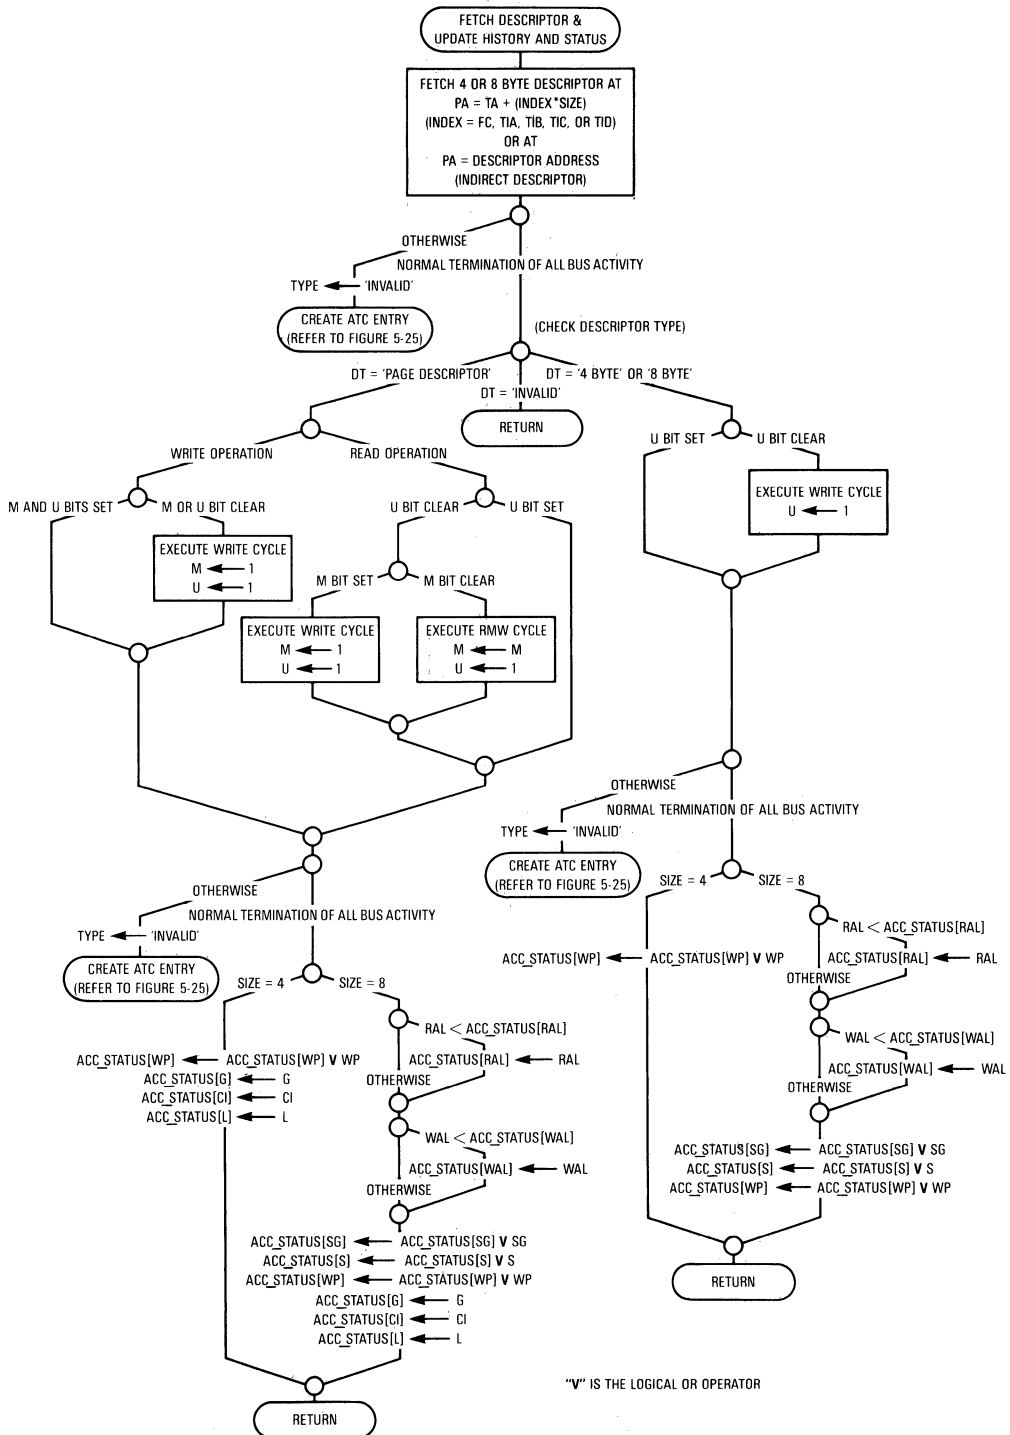 FETCH DESCRIPTOR &
UPDATE HISTORY AND STATUS
FETCH 4 OR 8 BYTE DESCRIPTOR AT
PA = TA + (INDEX*SIZE)
(INDEX = FC, TIA, TIB, TIC, OR TID)
OR AT
PA = DESCRIPTOR ADDRESS
(INDIRECT DESCRIPTOR)
OTHERWISE
NORMAL TERMINATION OF ALL BUS ACTIVITY
TYPE ← 'INVALID'
CREATE ATC ENTRY
(REFER TO FIGURE 5-25)
(CHECK DESCRIPTOR TYPE)
DT = 'PAGE DESCRIPTOR'
DT = '4 BYTE' OR '8 BYTE'
DT = 'INVALID'
RETURN
WRITE OPERATION
READ OPERATION
M AND U BITS SET
M OR U BIT CLEAR
EXECUTE WRITE CYCLE
M ← 1
U ← 1
U BIT CLEAR
U BIT SET
M BIT SET
M BIT CLEAR
EXECUTE WRITE CYCLE
M ← 1
U ← 1
EXECUTE RMW CYCLE
M ← M
U ← 1
U BIT SET
U BIT CLEAR
EXECUTE WRITE CYCLE
U ← 1
OTHERWISE
NORMAL TERMINATION OF ALL BUS ACTIVITY
TYPE ← 'INVALID'
CREATE ATC ENTRY
(REFER TO FIGURE 5-25)
SIZE = 4
SIZE = 8
ACC_STATUS[WP] ← ACC_STATUS[WP] V WP
RAL < ACC_STATUS[RAL]
ACC_STATUS[RAL] ← RAL
OTHERWISE
WAL < ACC_STATUS[WAL]
ACC_STATUS[WAL] ← WAL
OTHERWISE
ACC_STATUS[SG] ← ACC_STATUS[SG] V SG
ACC_STATUS[S] ← ACC_STATUS[S] V S
ACC_STATUS[WP] ← ACC_STATUS[WP] V WP
RETURN
OTHERWISE
NORMAL TERMINATION OF ALL BUS ACTIVITY
TYPE ← 'INVALID'
CREATE ATC ENTRY
(REFER TO FIGURE 5-25)
SIZE = 4
SIZE = 8
ACC_STATUS[WP] ← ACC_STATUS[WP] V WP
ACC_STATUS[G] ← G
ACC_STATUS[CI] ← CI
ACC_STATUS[L] ← L
RAL < ACC_STATUS[RAL]
ACC_STATUS[RAL] ← RAL
OTHERWISE
WAL < ACC_STATUS[WAL]
ACC_STATUS[WAL] ← WAL
OTHERWISE
ACC_STATUS[SG] ← ACC_STATUS[SG] V SG
ACC_STATUS[S] ← ACC_STATUS[S] V S
ACC_STATUS[WP] ← ACC_STATUS[WP] V WP
ACC_STATUS[G] ← G
ACC_STATUS[CI] ← CI
ACC_STATUS[L] ← L
RETURN
"V" IS THE LOGICAL OR OPERATOR